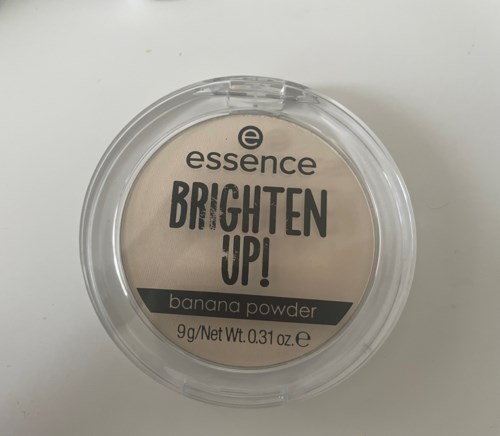 e
essence
BRIGHTEN
UP!
banana powder
9g/Net Wt. 0.31 oz. ℮